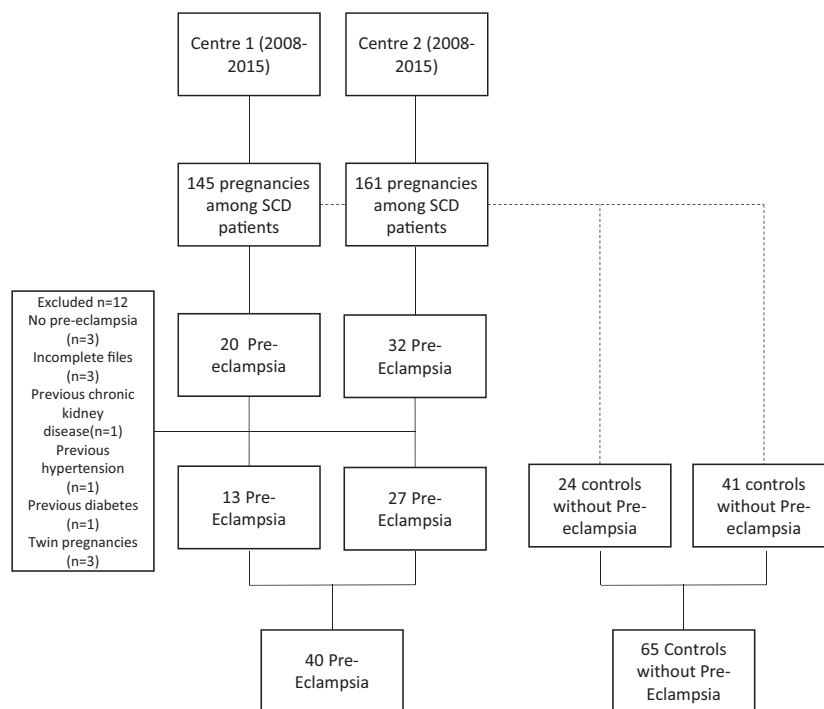 Centre 1 (2008-
2015)
Centre 2 (2008-
2015)
145 pregnancies
among SCD
patients
161 pregnancies
among SCD
patients
Excluded n=12
No pre-eclampsia
(n=3)
Incomplete files
(n=3)
Previous chronic
kidney
disease(n=1)
Previous
hypertension
(n=1)
Previous diabetes
(n=1)
Twin pregnancies
(n=3)
20 Pre-
eclampsia
32 Pre-
Eclampsia
13 Pre-
Eclampsia
27 Pre-
Eclampsia
24 controls
without Pre-
eclampsia
41 controls
without Pre-
eclampsia
40 Pre-
Eclampsia
65 Controls
without Pre-
Eclampsia